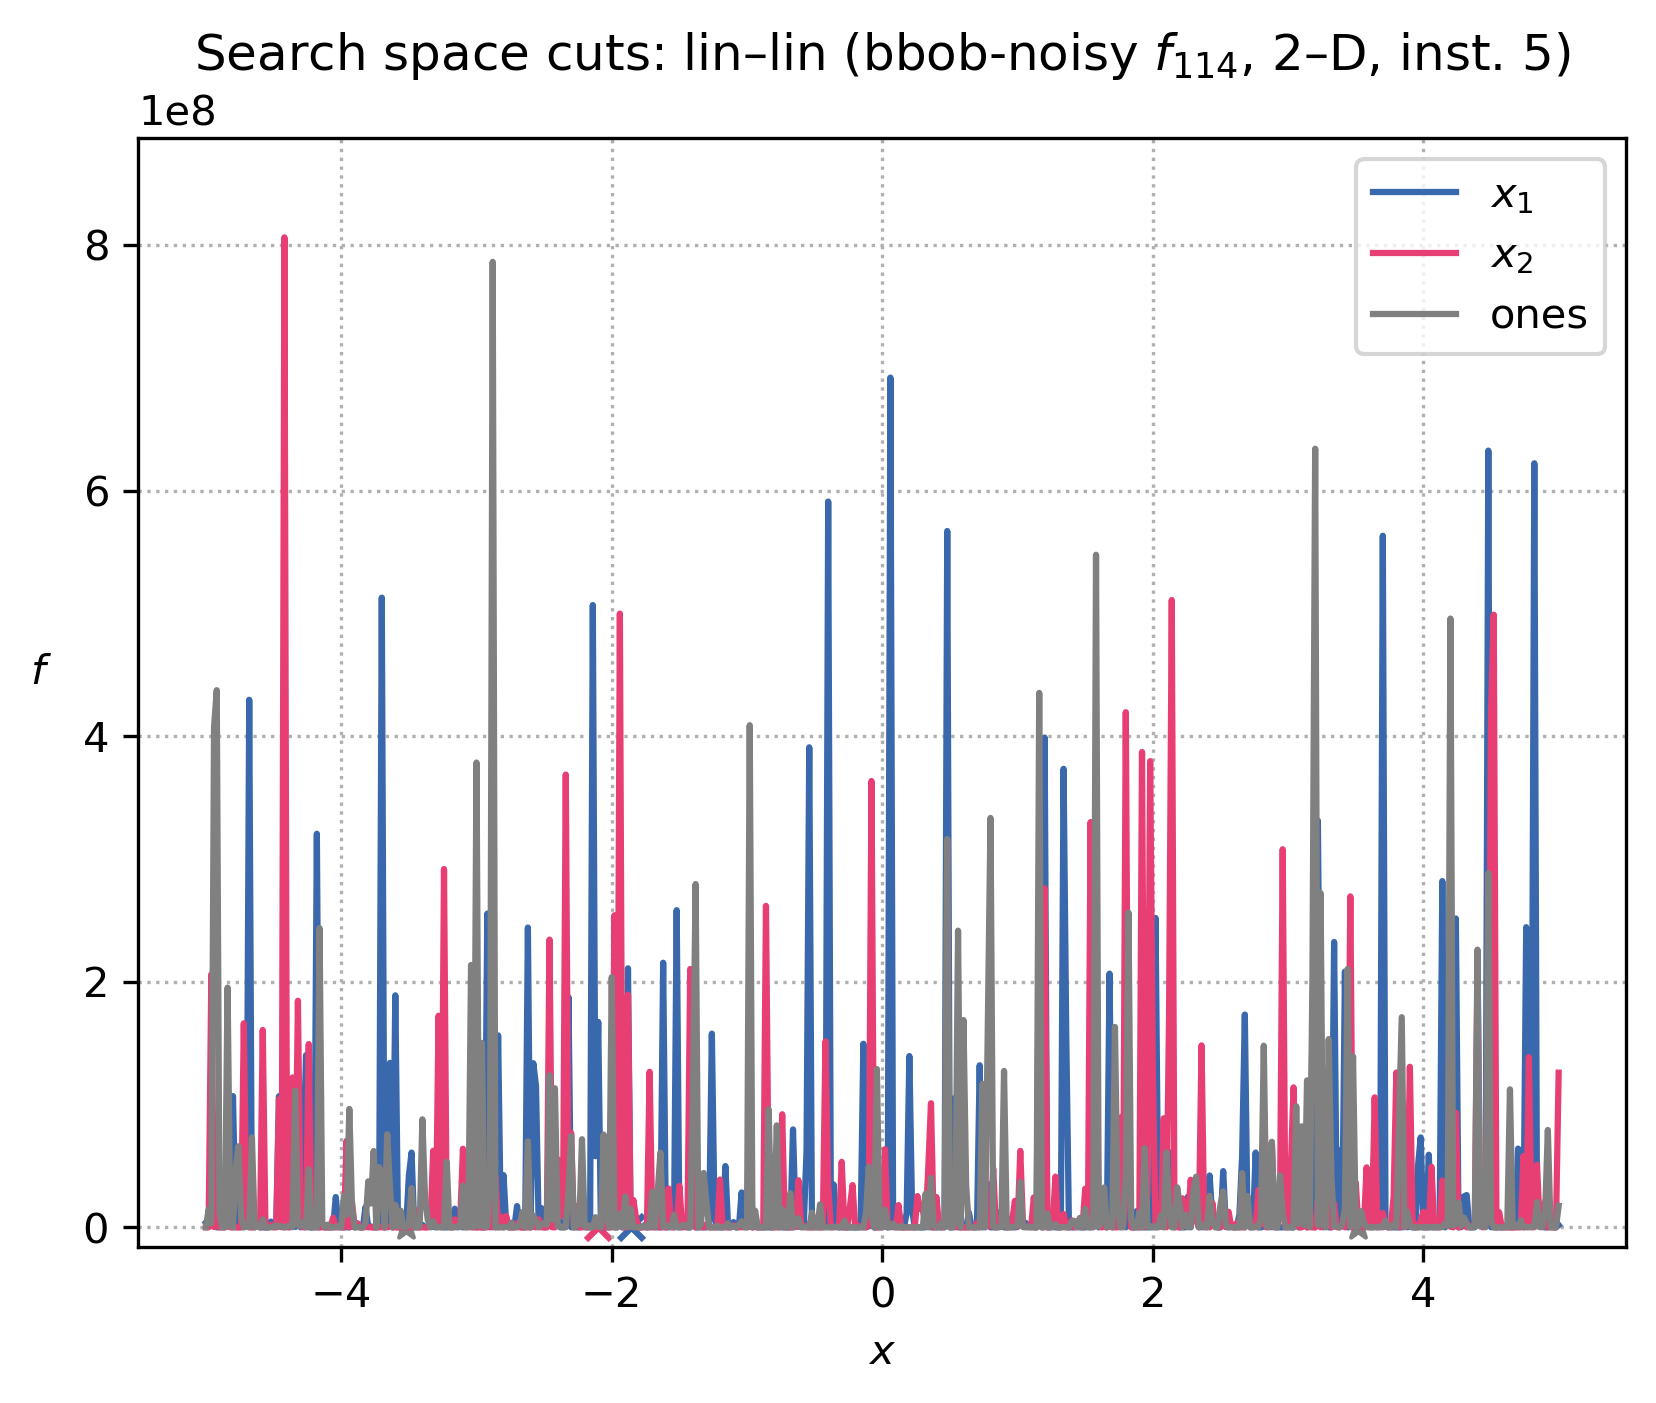 Search space cuts: lin–lin (bbob-noisy f₁₁₄, 2–D, inst. 5)
1e8
x₁
x₂
ones
8
6
4
2
0
f
−4 −2 0 2 4
x